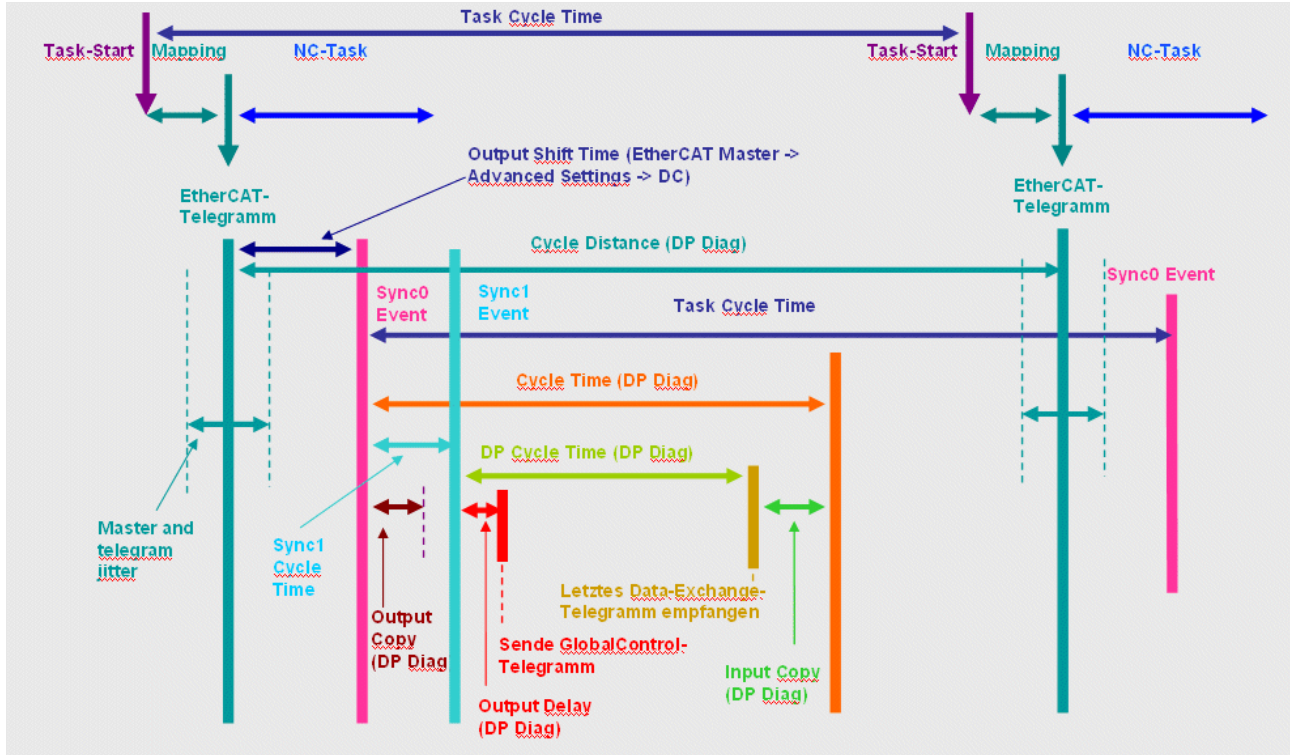 Task Cycle Time
Task-Start
Mapping
NC-Task
Task-Start
Mapping
NC-Task
Output Shift Time (EtherCAT Master ->
Advanced Settings -> DC)
EtherCAT-
Telegramm
EtherCAT-
Telegramm
Cycle Distance (DP Diag)
Sync0
Event
Sync1
Event
Sync0 Event
Task Cycle Time
Cycle Time (DP Diag)
DP Cycle Time (DP Diag)
Master and
telegram
jitter
Sync1
Cycle
Time
Output
Copy
(DP Diag
Letztes Data-Exchange-
Telegramm empfangen
Sende GlobalControl-
Telegramm
Input Copy
(DP Diag)
Output Delay
(DP Diag)